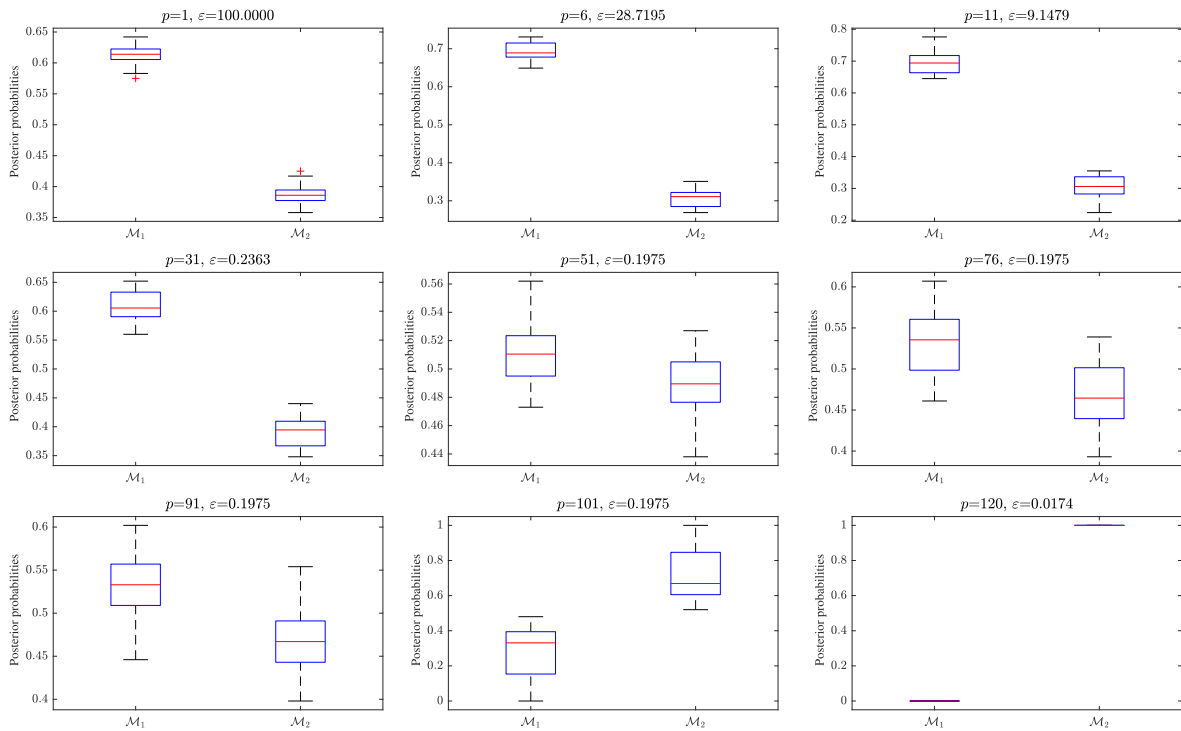 p=1, ε=100.0000
Posterior probabilities
0.65
0.6
0.55
0.5
0.45
0.4
0.35
M1
M2
p=6, ε=28.7195
Posterior probabilities
0.7
0.6
0.5
0.4
0.3
M1
M2
p=11, ε=9.1479
Posterior probabilities
0.8
0.7
0.6
0.5
0.4
0.3
0.2
M1
M2
p=31, ε=0.2363
Posterior probabilities
0.65
0.6
0.55
0.5
0.45
0.4
0.35
M1
M2
p=51, ε=0.1975
Posterior probabilities
0.56
0.54
0.52
0.5
0.48
0.46
0.44
M1
M2
p=76, ε=0.1975
Posterior probabilities
0.6
0.55
0.5
0.45
0.4
M1
M2
p=91, ε=0.1975
Posterior probabilities
0.6
0.55
0.5
0.45
0.4
M1
M2
p=101, ε=0.1975
Posterior probabilities
1
0.8
0.6
0.4
0.2
0
M1
M2
p=120, ε=0.0174
Posterior probabilities
1
0.8
0.6
0.4
0.2
0
M1
M2